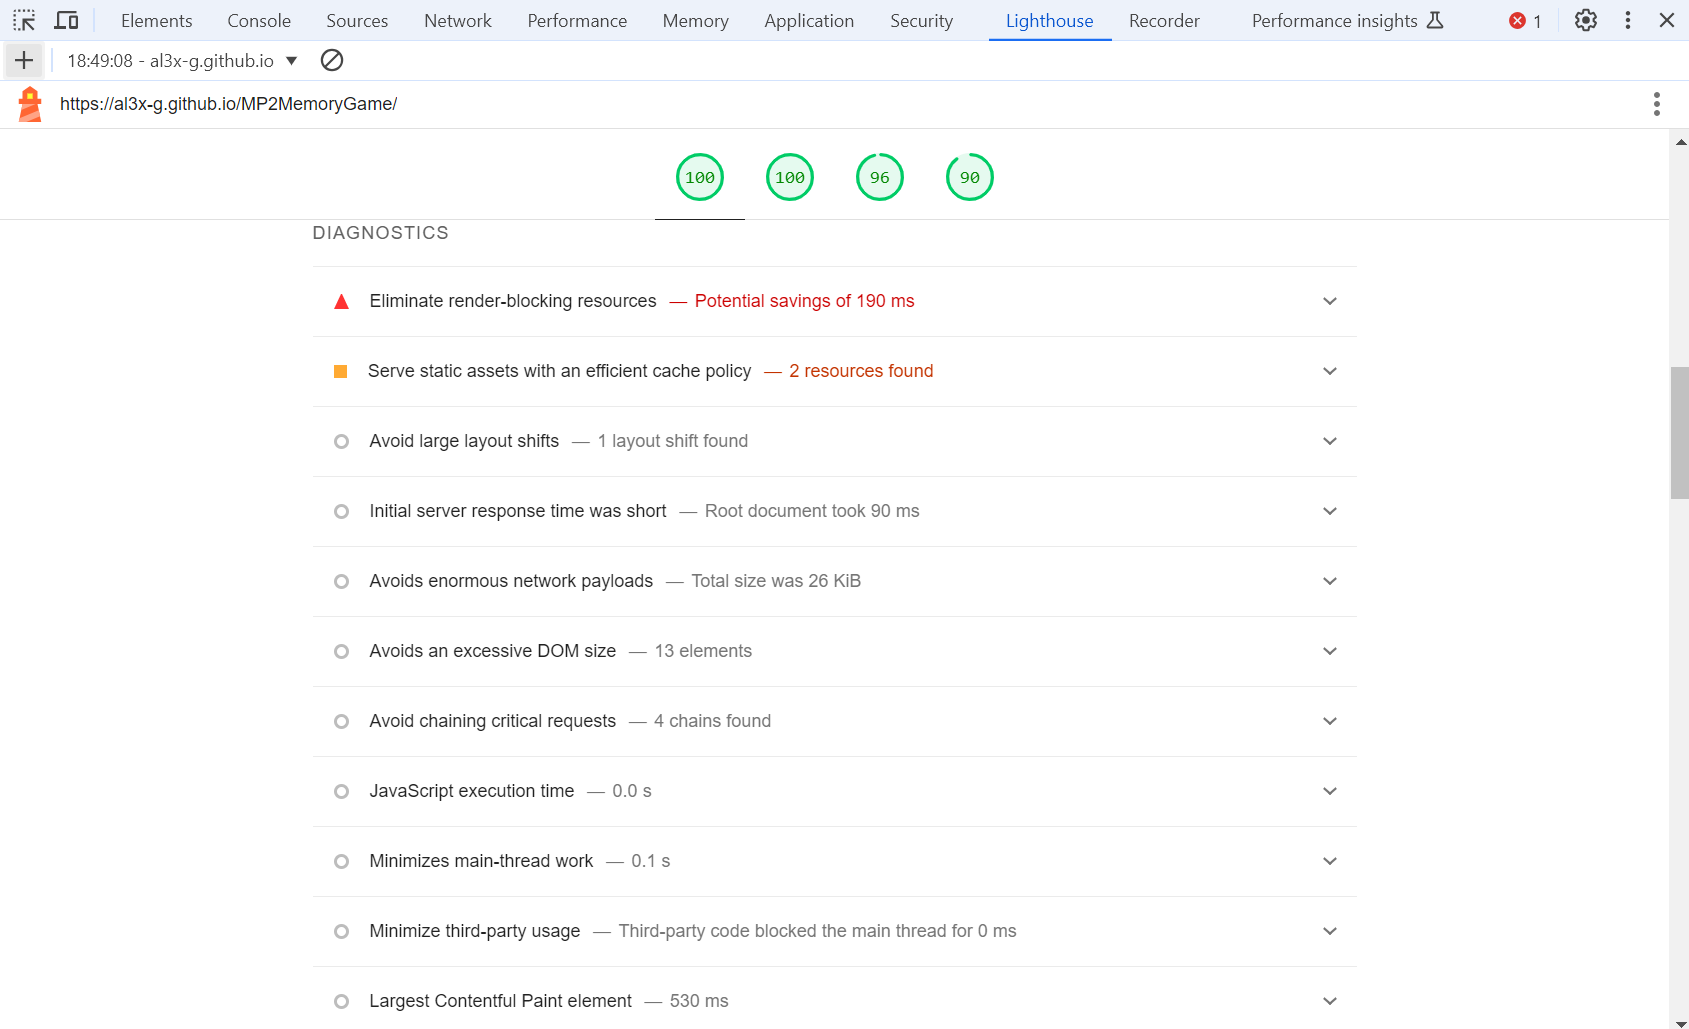 Elements Console Sources Network Performance Memory Application Security Lighthouse Recorder Performance insights 1
18:49:08 - al3x-g.github.io
https://al3x-g.github.io/MP2MemoryGame/
100 100 96 90
DIAGNOSTICS
Eliminate render-blocking resources — Potential savings of 190 ms
Serve static assets with an efficient cache policy — 2 resources found
Avoid large layout shifts — 1 layout shift found
Initial server response time was short — Root document took 90 ms
Avoids enormous network payloads — Total size was 26 KiB
Avoids an excessive DOM size — 13 elements
Avoid chaining critical requests — 4 chains found
JavaScript execution time — 0.0 s
Minimizes main-thread work — 0.1 s
Minimize third-party usage — Third-party code blocked the main thread for 0 ms
Largest Contentful Paint element — 530 ms